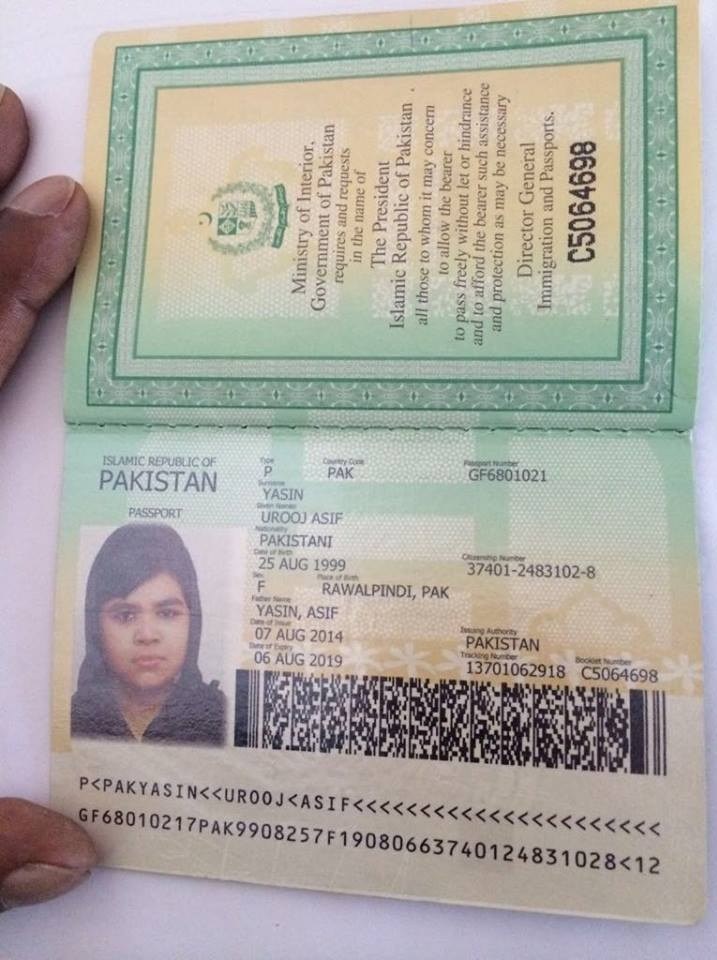 Ministry of Interior,
Government of Pakistan
requires and requests
in the name of
The President
Islamic Republic of Pakistan .
all those to whom it may concern
to allow the bearer
to pass freely without let or hindrance
and to afford the bearer such assistance
and protection as may be necessary
Director General
Immigration and Passports.
C5064698
ISLAMIC REPUBLIC OF
PAKISTAN
PASSPORT
Type Country Code Passport Number
P PAK GF6801021
Surname
YASIN
Given Names
UROOJ ASIF
Nationality
PAKISTANI
Date of Birth Citizenship Number
25 AUG 1999 37401-2483102-8
Sex Place of Birth
F RAWALPINDI, PAK
Father Name
YASIN, ASIF
Date of Issue Issuing Authority
07 AUG 2014 PAKISTAN
Date of Expiry Tracking Number Booklet Number
06 AUG 2019 13701062918 C5064698
P<PAKYASIN<<UROOJ<ASIF<<<<<<<<<<<<<<<<<<<<<<
GF68010217PAK9908257F19080663740124831028<12